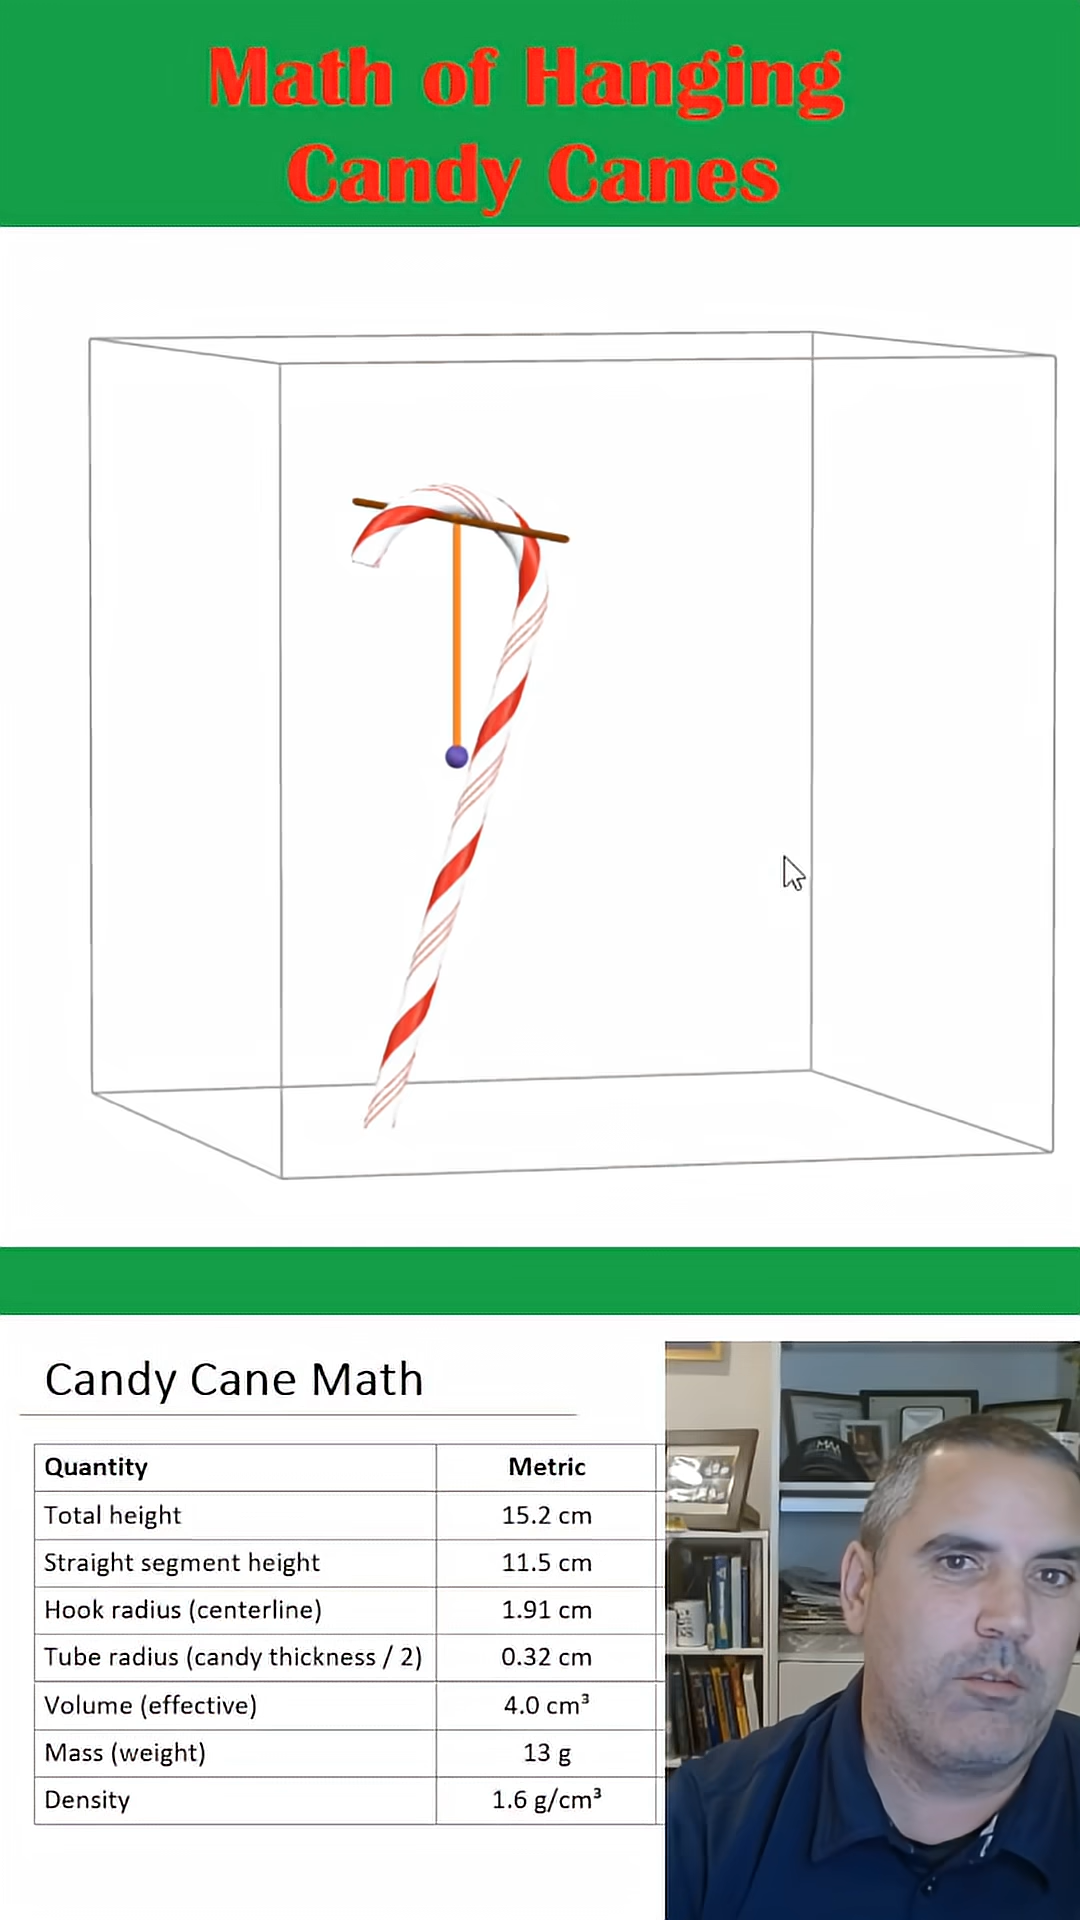 Math of Hanging
Candy Canes
Candy Cane Math
Quantity Metric
Total height 15.2 cm
Straight segment height 11.5 cm
Hook radius (centerline) 1.91 cm
Tube radius (candy thickness / 2) 0.32 cm
Volume (effective) 4.0 cm³
Mass (weight) 13 g
Density 1.6 g/cm³